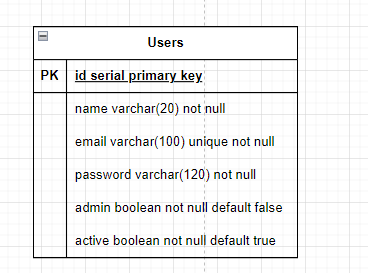 Users
PK id serial primary key
name varchar(20) not null
email varchar(100) unique not null
password varchar(120) not null
admin boolean not null default false
active boolean not null default true